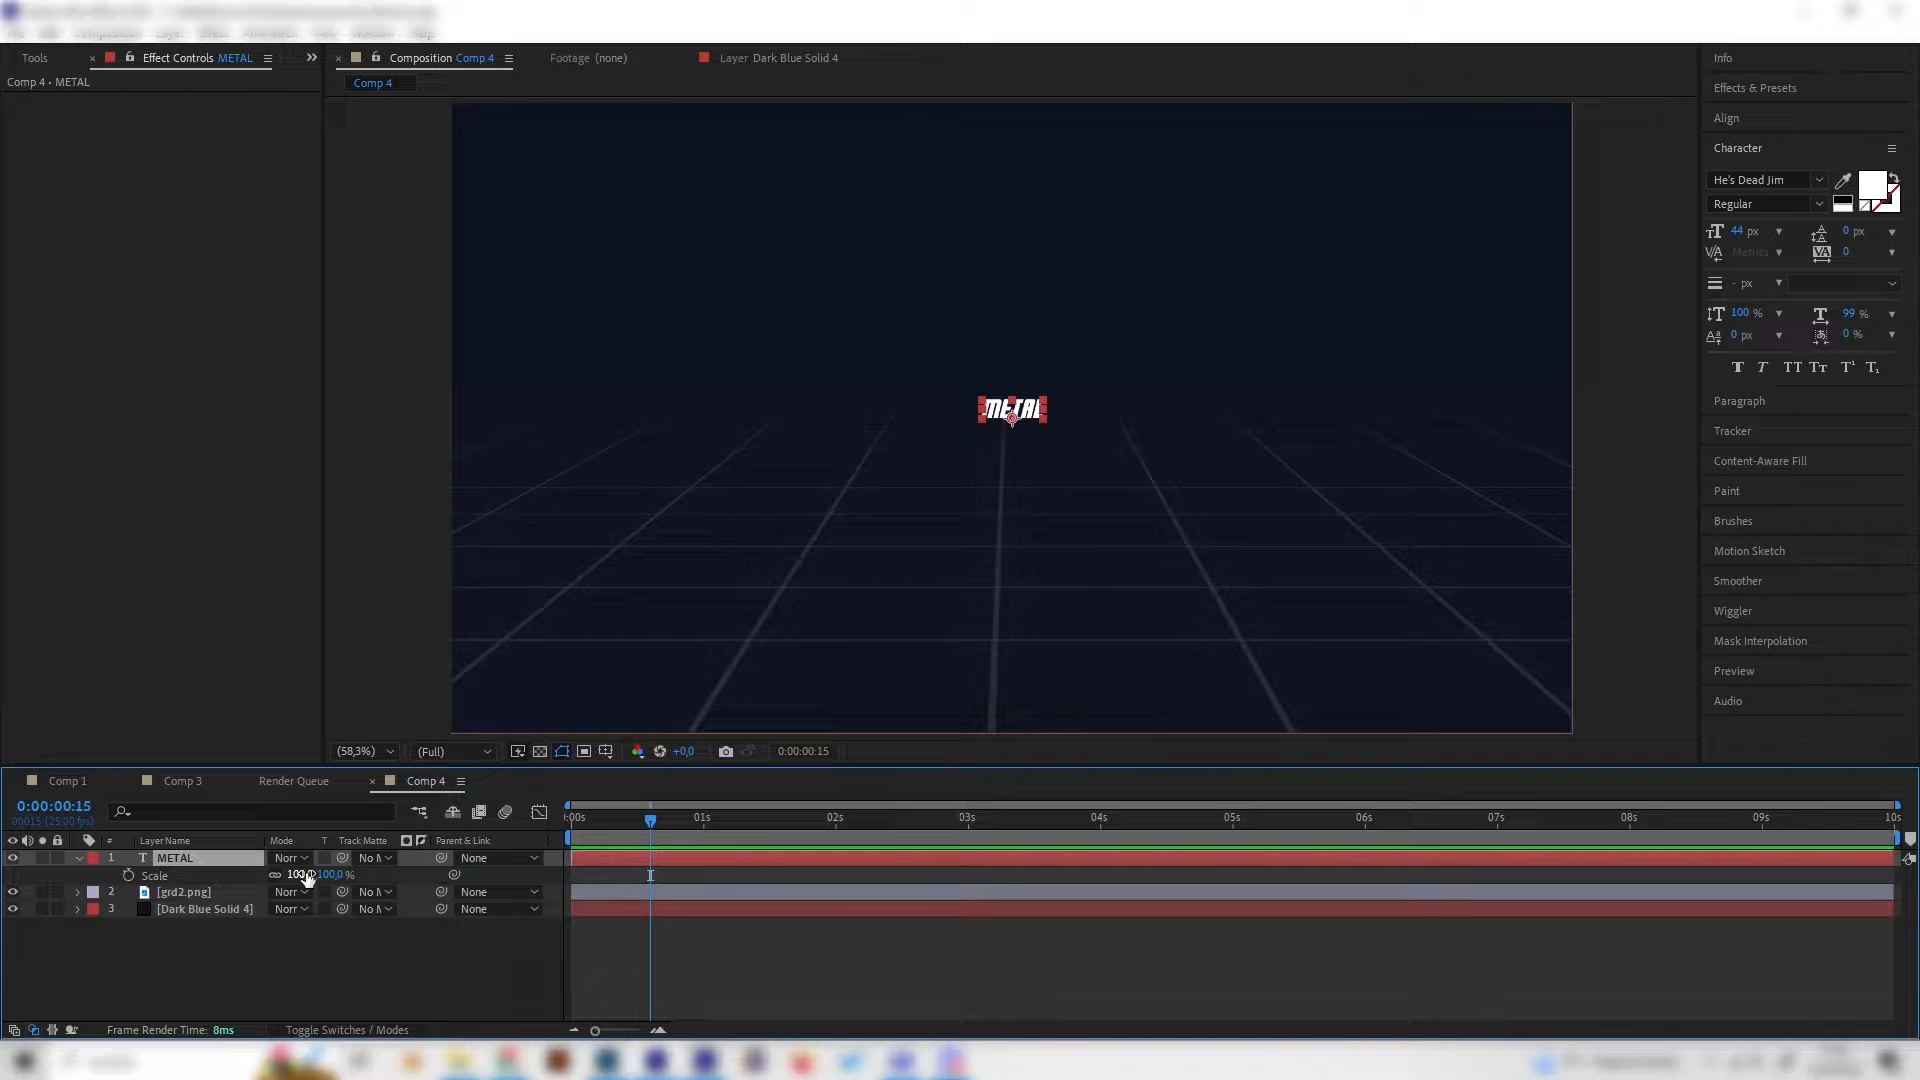 Tools
Effect Controls METAL
Composition Comp 4
Footage (none)
Layer Dark Blue Solid 4
Info
Comp 4 • METAL
Comp 4
Effects & Presets
Align
Character
He's Dead Jim
Regular
44 px
0 px
Metrics
0
- px
100 %
99 %
0 px
0 %
Paragraph
Tracker
Content-Aware Fill
Paint
Brushes
Motion Sketch
Smoother
Wiggler
Mask Interpolation
Preview
Audio
METAL
(58,3%)
(Full)
+0,0
0:00:00:15
Comp 1
Comp 3
Render Queue
Comp 4
0:00:00:15
00015 (25.00 fps)
:00s
01s
02s
03s
04s
05s
06s
07s
08s
09s
10s
#
Layer Name
Mode
T
Track Matte
Parent & Link
1
T
METAL
Norr
No M
None
Scale
100,0
100,0 %
2
[grd2.png]
Norr
No M
None
3
[Dark Blue Solid 4]
Norr
No M
None
Frame Render Time: 8ms
Toggle Switches / Modes